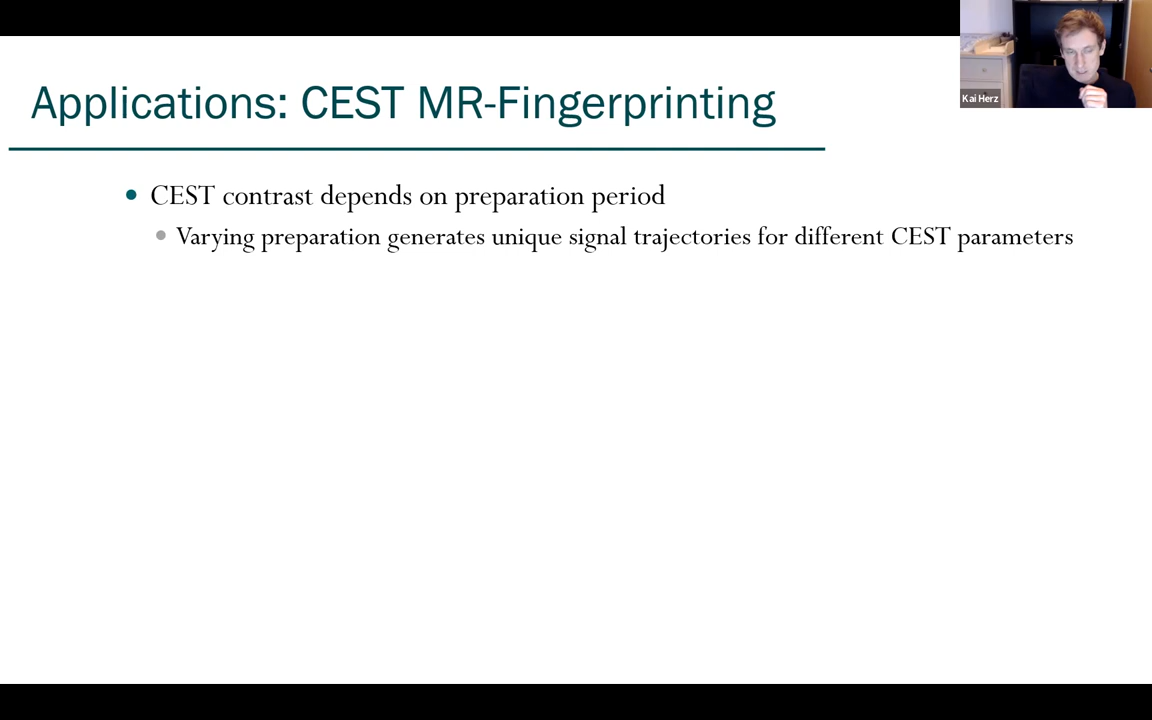 Applications: CEST MR-Fingerprinting
Kai Herz
CEST contrast depends on preparation period
Varying preparation generates unique signal trajectories for different CEST parameters